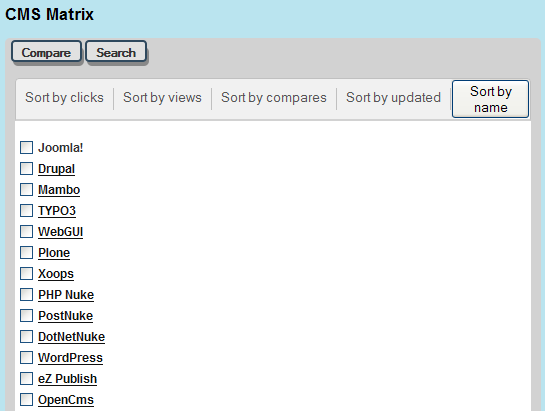 CMS Matrix
Compare Search
Sort by clicks Sort by views Sort by compares Sort by updated Sort by
name
Joomla!
Drupal
Mambo
TYPO3
WebGUI
Plone
Xoops
PHP Nuke
PostNuke
DotNetNuke
WordPress
eZ Publish
OpenCms